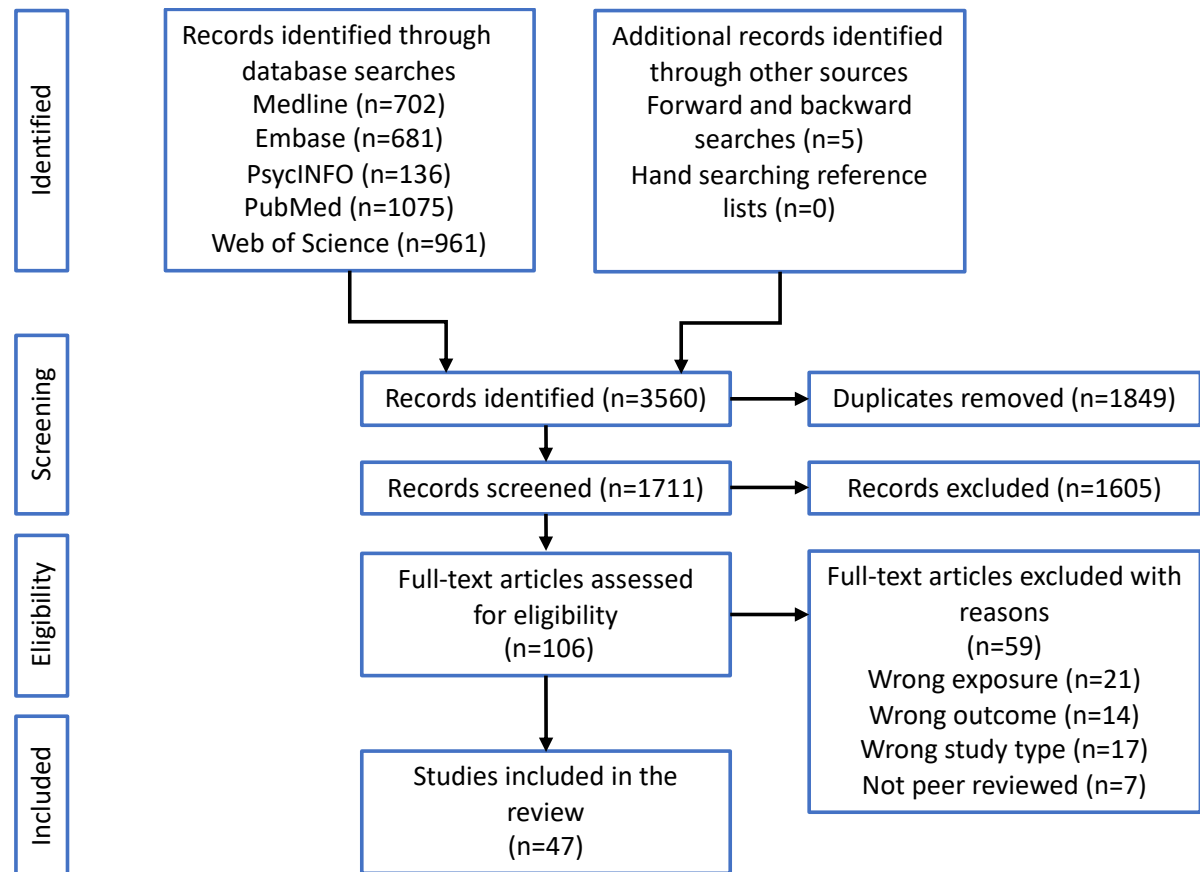 Identified
Records identified through
database searches
Medline (n=702)
Embase (n=681)
PsycINFO (n=136)
PubMed (n=1075)
Web of Science (n=961)
Additional records identified
through other sources
Forward and backward
searches (n=5)
Hand searching reference
lists (n=0)
Screening
Records identified (n=3560)
Duplicates removed (n=1849)
Records screened (n=1711)
Records excluded (n=1605)
Eligibility
Full-text articles assessed
for eligibility
(n=106)
Full-text articles excluded with
reasons
(n=59)
Wrong exposure (n=21)
Wrong outcome (n=14)
Wrong study type (n=17)
Not peer reviewed (n=7)
Included
Studies included in the
review
(n=47)